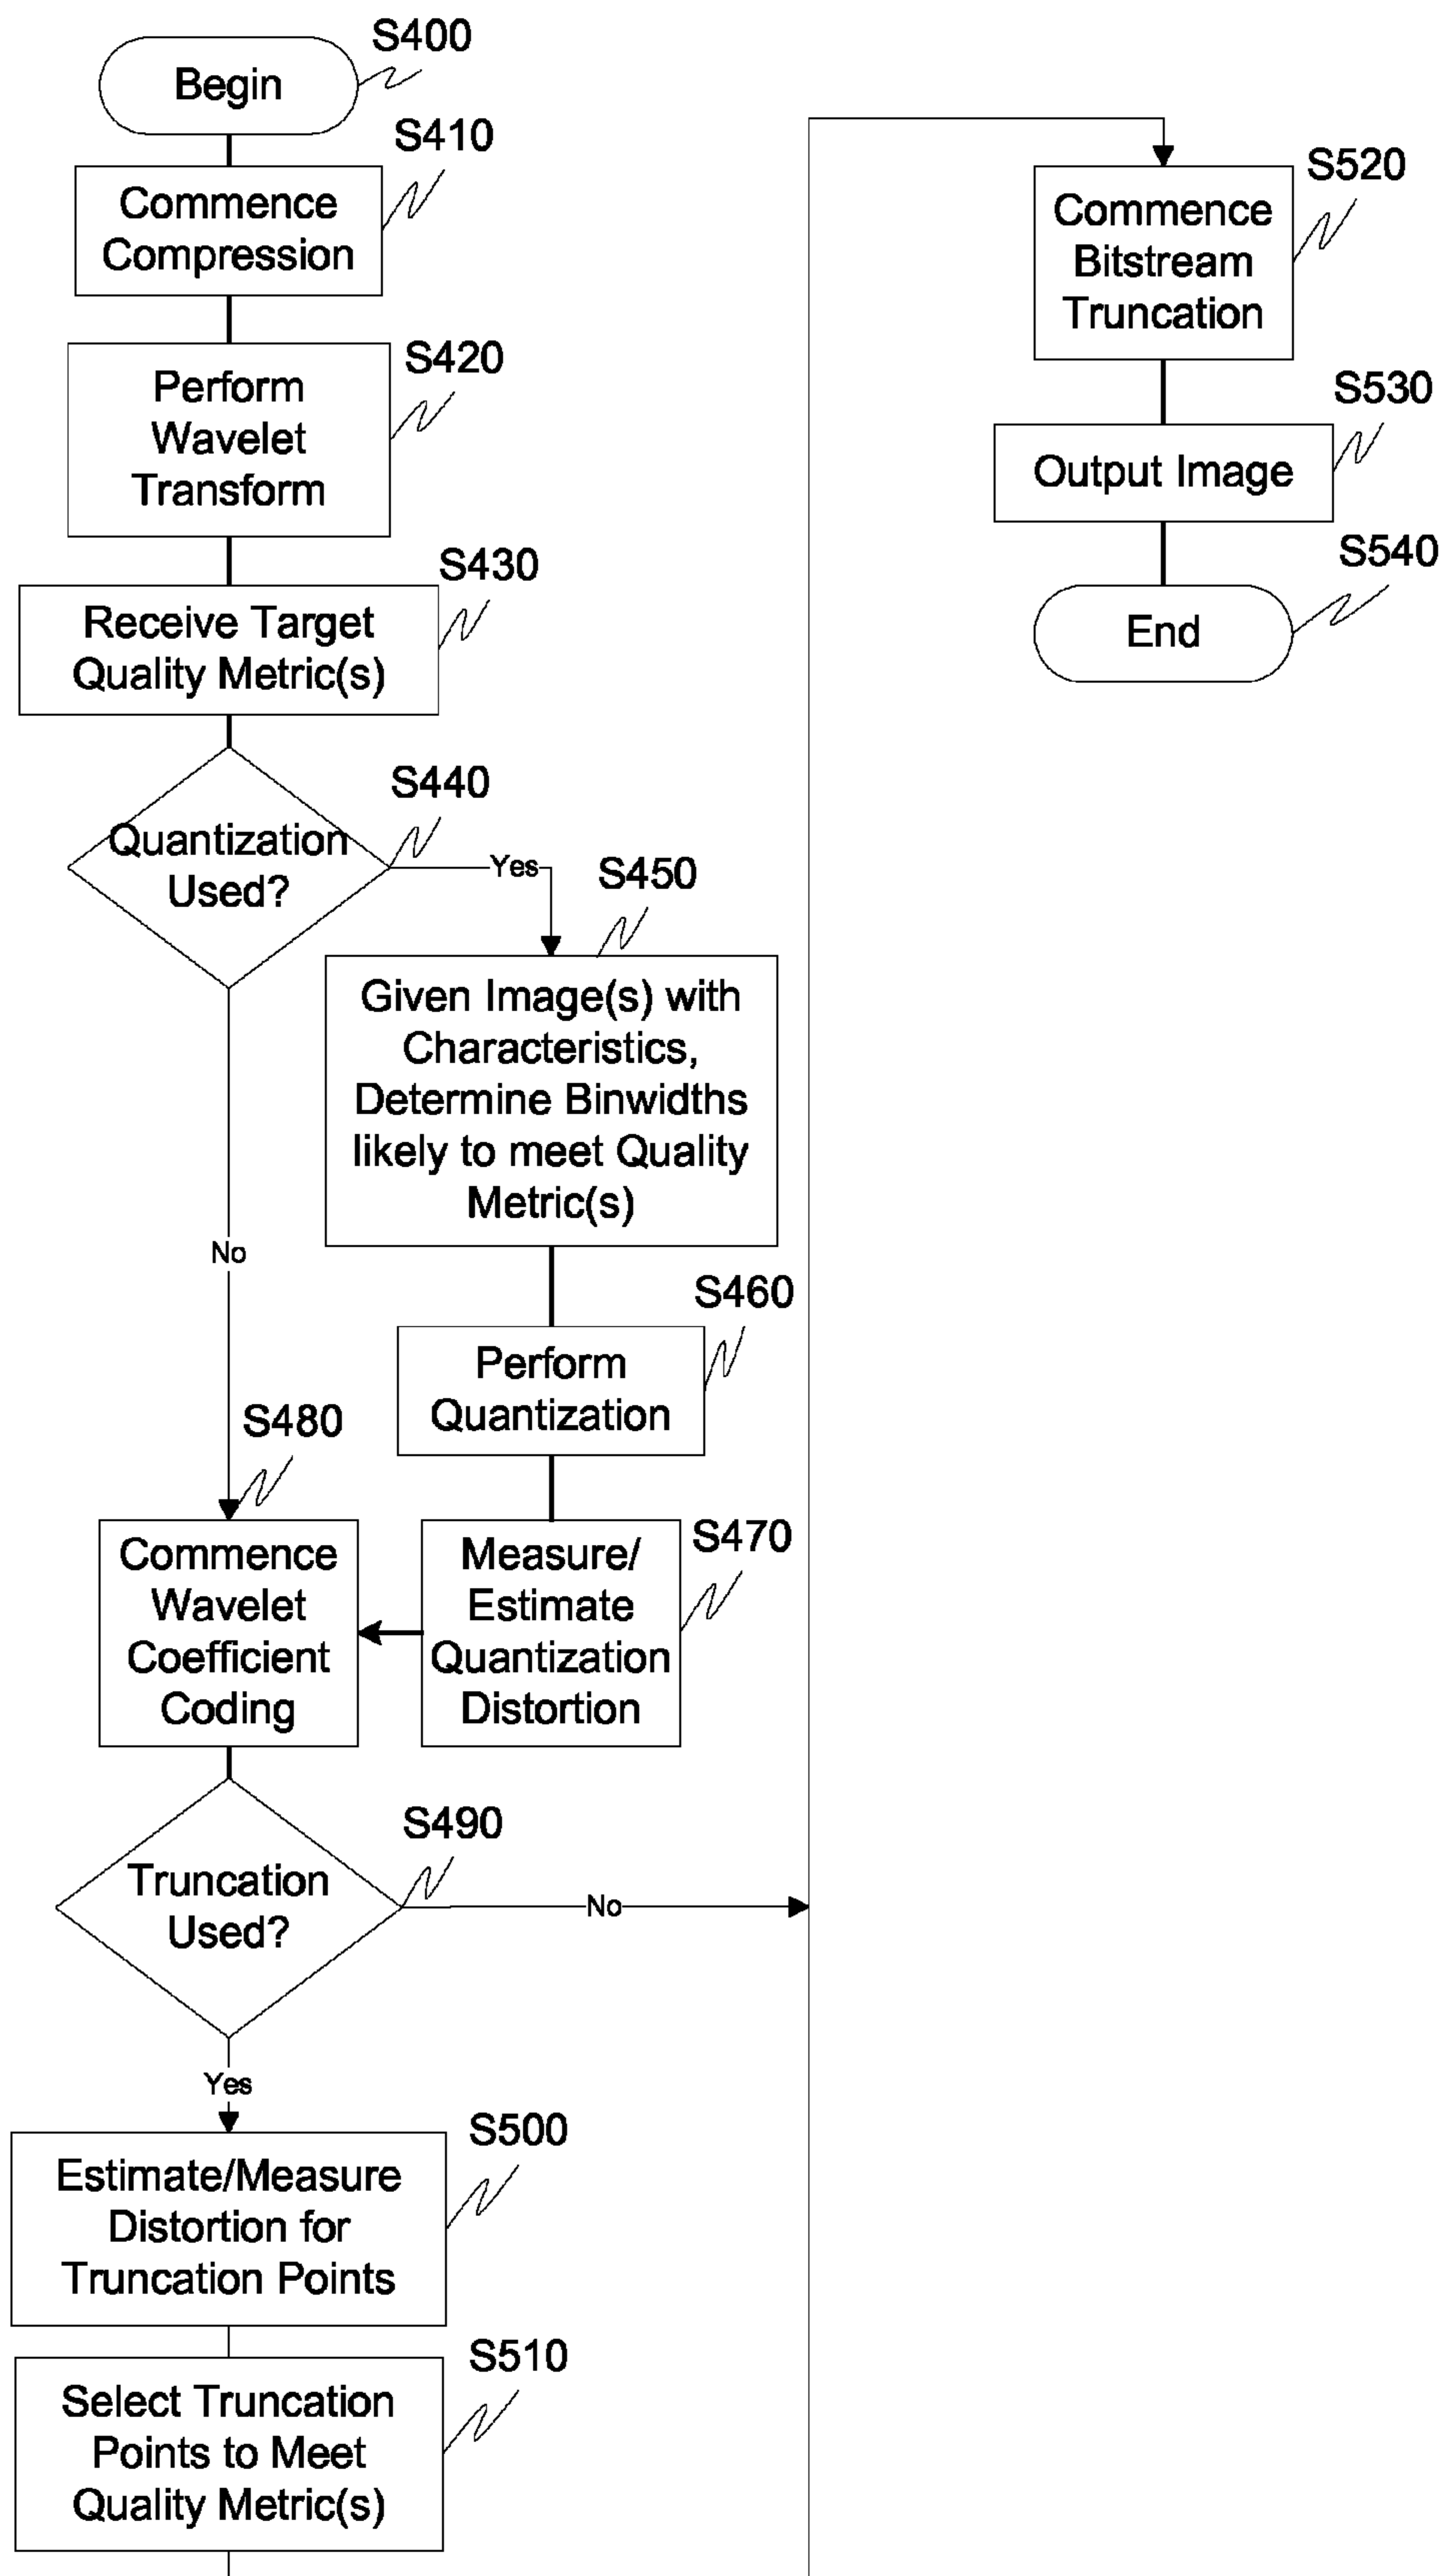 S400
Begin
S410
Commence
Compression
S420
Perform
Wavelet
Transform
S430
Receive Target
Quality Metric(s)
S440
Quantization
Used?
Yes
S450
Given Image(s) with
Characteristics,
Determine Binwidths
likely to meet Quality
Metric(s)
No
S460
Perform
Quantization
S470
Measure/
Estimate
Quantization
Distortion
S480
Commence
Wavelet
Coefficient
Coding
S490
Truncation
Used?
No
Yes
S500
Estimate/Measure
Distortion for
Truncation Points
S510
Select Truncation
Points to Meet
Quality Metric(s)
S520
Commence
Bitstream
Truncation
S530
Output Image
S540
End